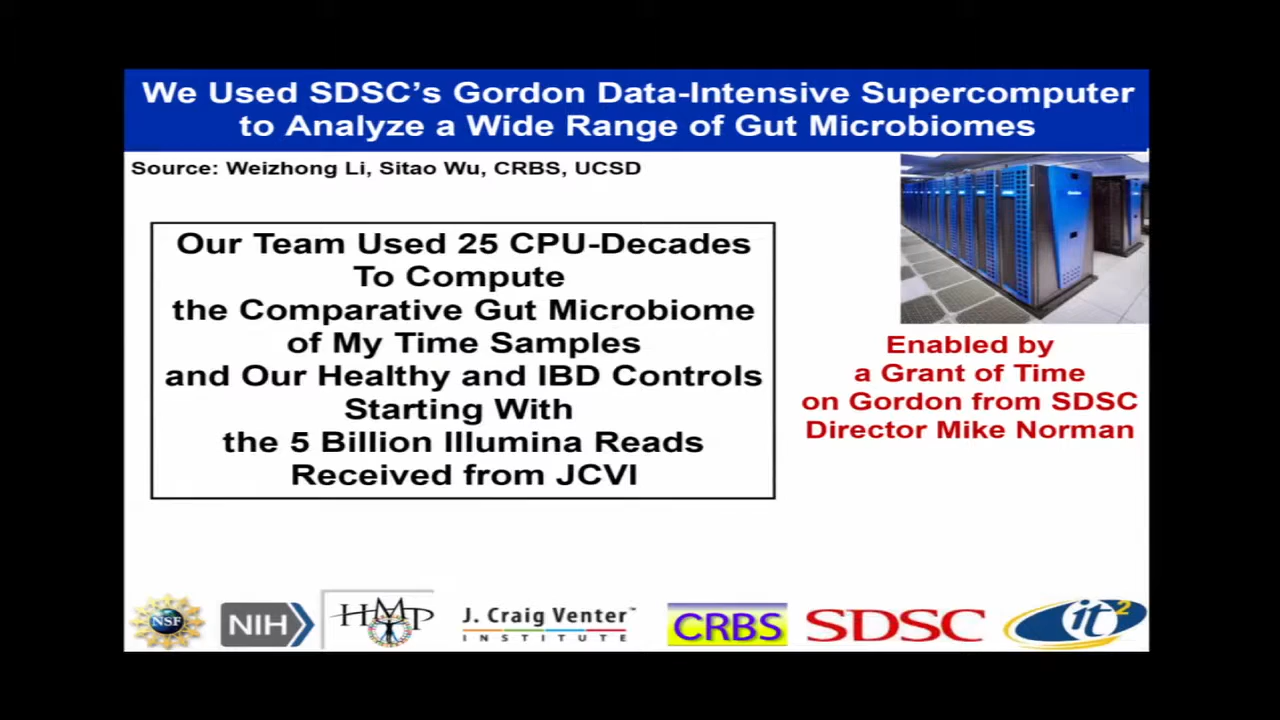 We Used SDSC's Gordon Data-Intensive Supercomputer
to Analyze a Wide Range of Gut Microbiomes
Source: Weizhong Li, Sitao Wu, CRBS, UCSD
Our Team Used 25 CPU-Decades
To Compute
the Comparative Gut Microbiome
of My Time Samples
and Our Healthy and IBD Controls
Starting With
the 5 Billion Illumina Reads
Received from JCVI
Enabled by
a Grant of Time
on Gordon from SDSC
Director Mike Norman
NSF
NIH
HMP
J. Craig Venter™
INSTITUTE
CRBS
SDSC
it²